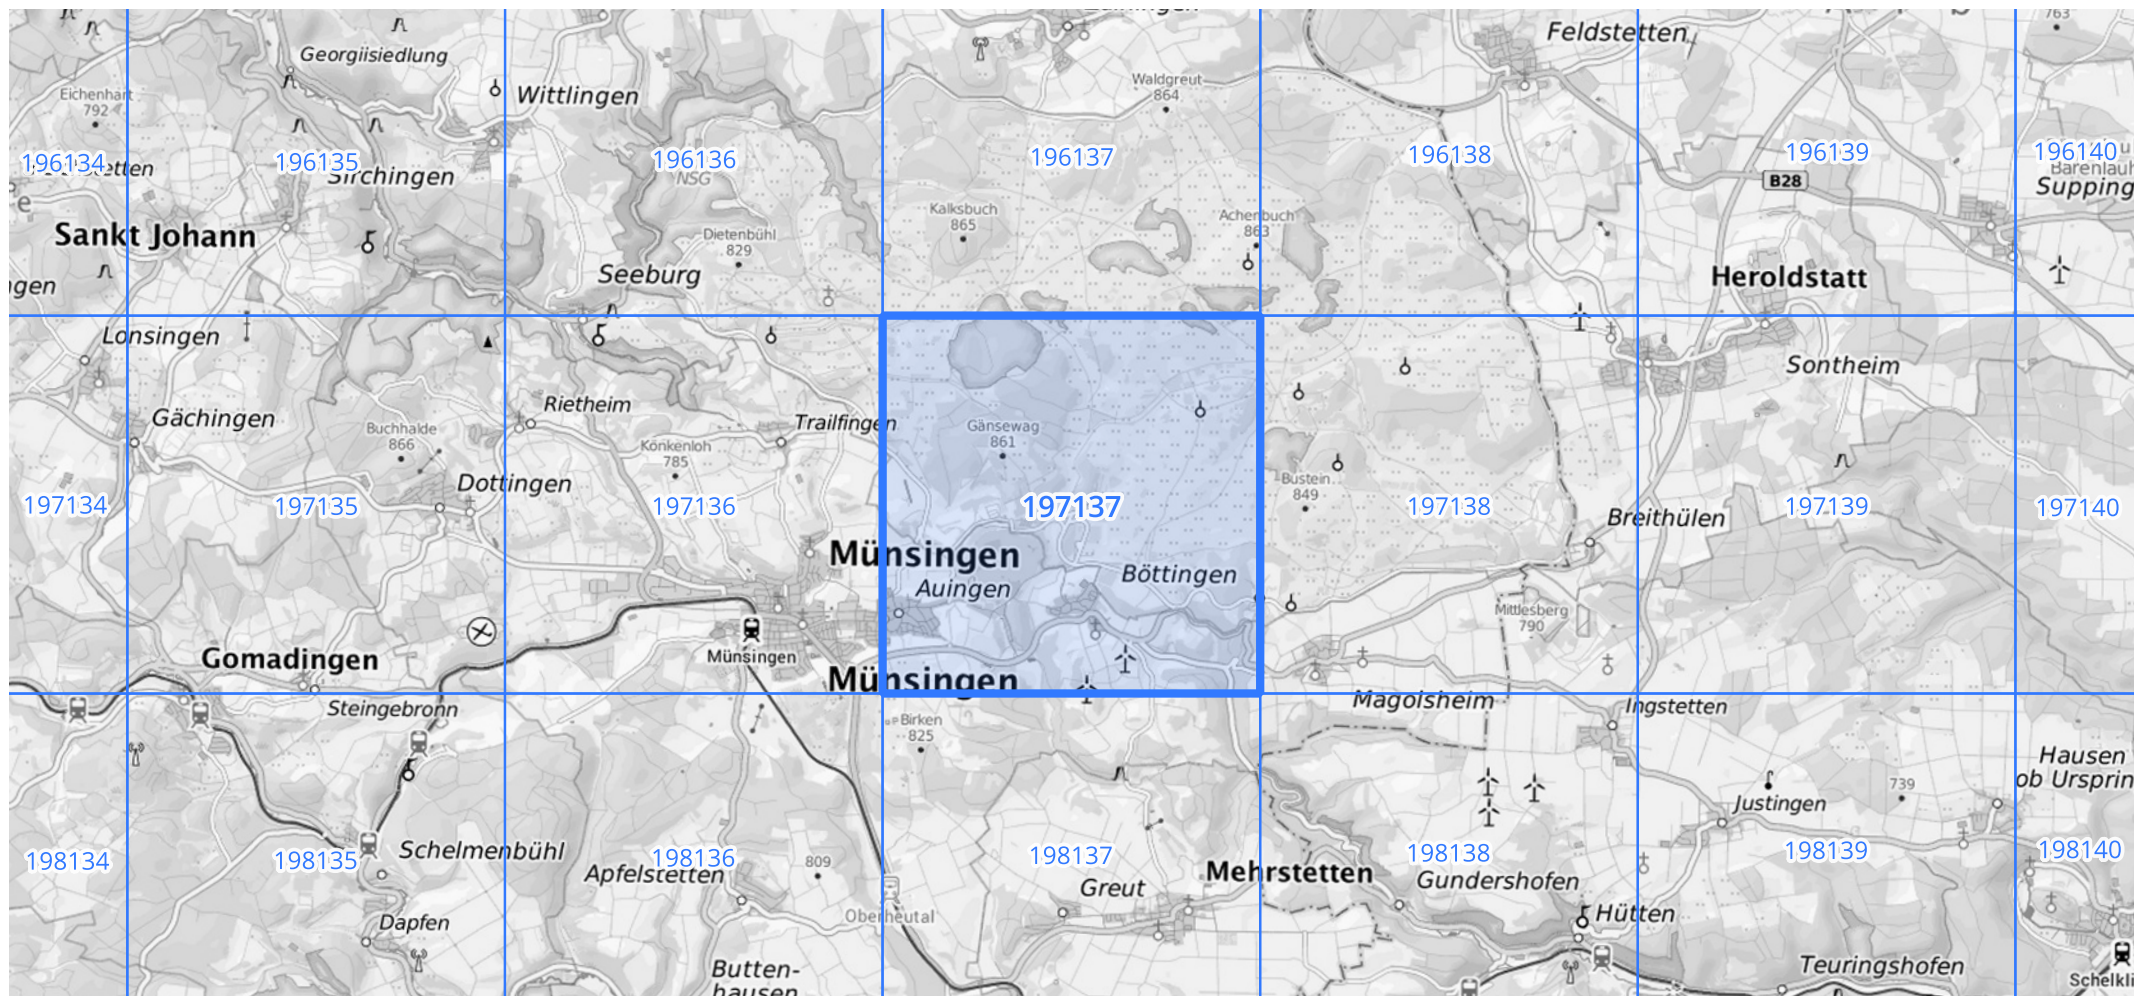 Georgiisiedlung
Feldstetten
763
Wittlingen
Waldgreut
864
Eichenhart
792
196134
196135
196136
196137
196138
196139
196140
Sirchingen
NSG
B28
Supping
Sankt Johann
Kalksbuch
865
Achenbuch
863
Dietenbühl
829
Seeburg
Heroldstatt
ngen
Lonsingen
Sontheim
Gächingen
Rietheim
Trailfingen
Buchhalde
866
Könkenloh
785
Gänsewag
861
Dottingen
Bustein
849
197134
197135
197136
197137
197138
197139
197140
Breithülen
Münsingen
Auingen
Böttingen
Mittlesberg
790
Gomadingen
Münsingen
Münsingen
Steingebronn
Magolsheim
Ingstetten
Birken
825
Hausen
ob Ursprin
739
Justingen
198134
198135
198136
198137
198138
198139
198140
Schelmenbühl
809
Apfelstetten
Greut
Mehrstetten
Gundershofen
Oberheutal
Hütten
Dapfen
Butten-
hausen
Teuringshofen
Schelkli